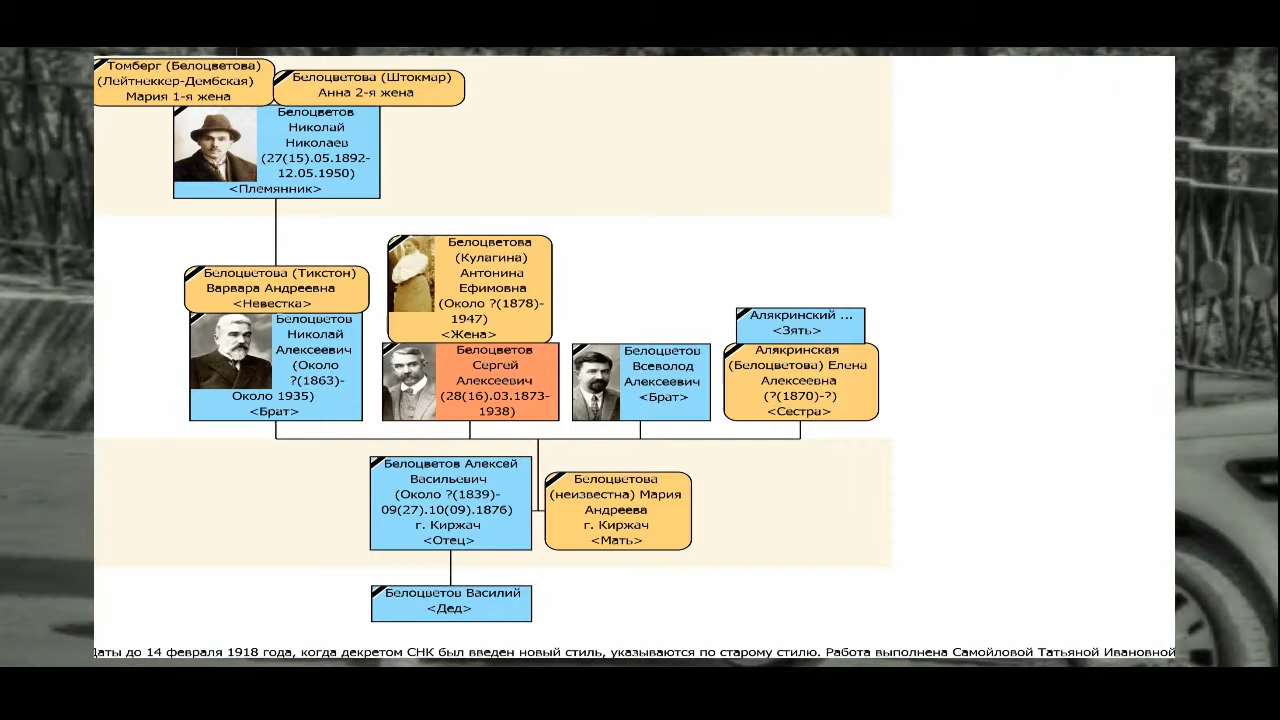 Томберг (Белоцветова)
(Лейтнеккер-Дембская)
Мария 1-я жена
Белоцветова (Штокмар)
Анна 2-я жена
Белоцветов
Николай
Николаев
(27(15).05.1892-
12.05.1950)
<Племянник>
Белоцветова (Тикстон)
Варвара Андреевна
<Невестка>
Белоцветов
Николай
Алексеевич
(Около
?(1863)-
Около 1935)
<Брат>
Белоцветова
(Кулагина)
Антонина
Ефимовна
(Около ?(1878)-
1947)
<Жена>
Белоцветов
Сергей
Алексеевич
(28(16).03.1873-
1938)
Белоцветов
Всеволод
Алексеевич
<Брат>
Алякринский ...
<Зять>
Алякринская
(Белоцветова) Елена
Алексеевна
(?(1870)-?)
<Сестра>
Белоцветов Алексей
Васильевич
(Около ?(1839)-
09(27).10(09).1876)
г. Киржач
<Отец>
Белоцветова
(неизвестна) Мария
Андреева
г. Киржач
<Мать>
Белоцветов Василий
<Дед>
Даты до 14 февраля 1918 года, когда декретом СНК был введен новый стиль, указываются по старому стилю. Работа выполнена Самойловой Татьяной Ивановной